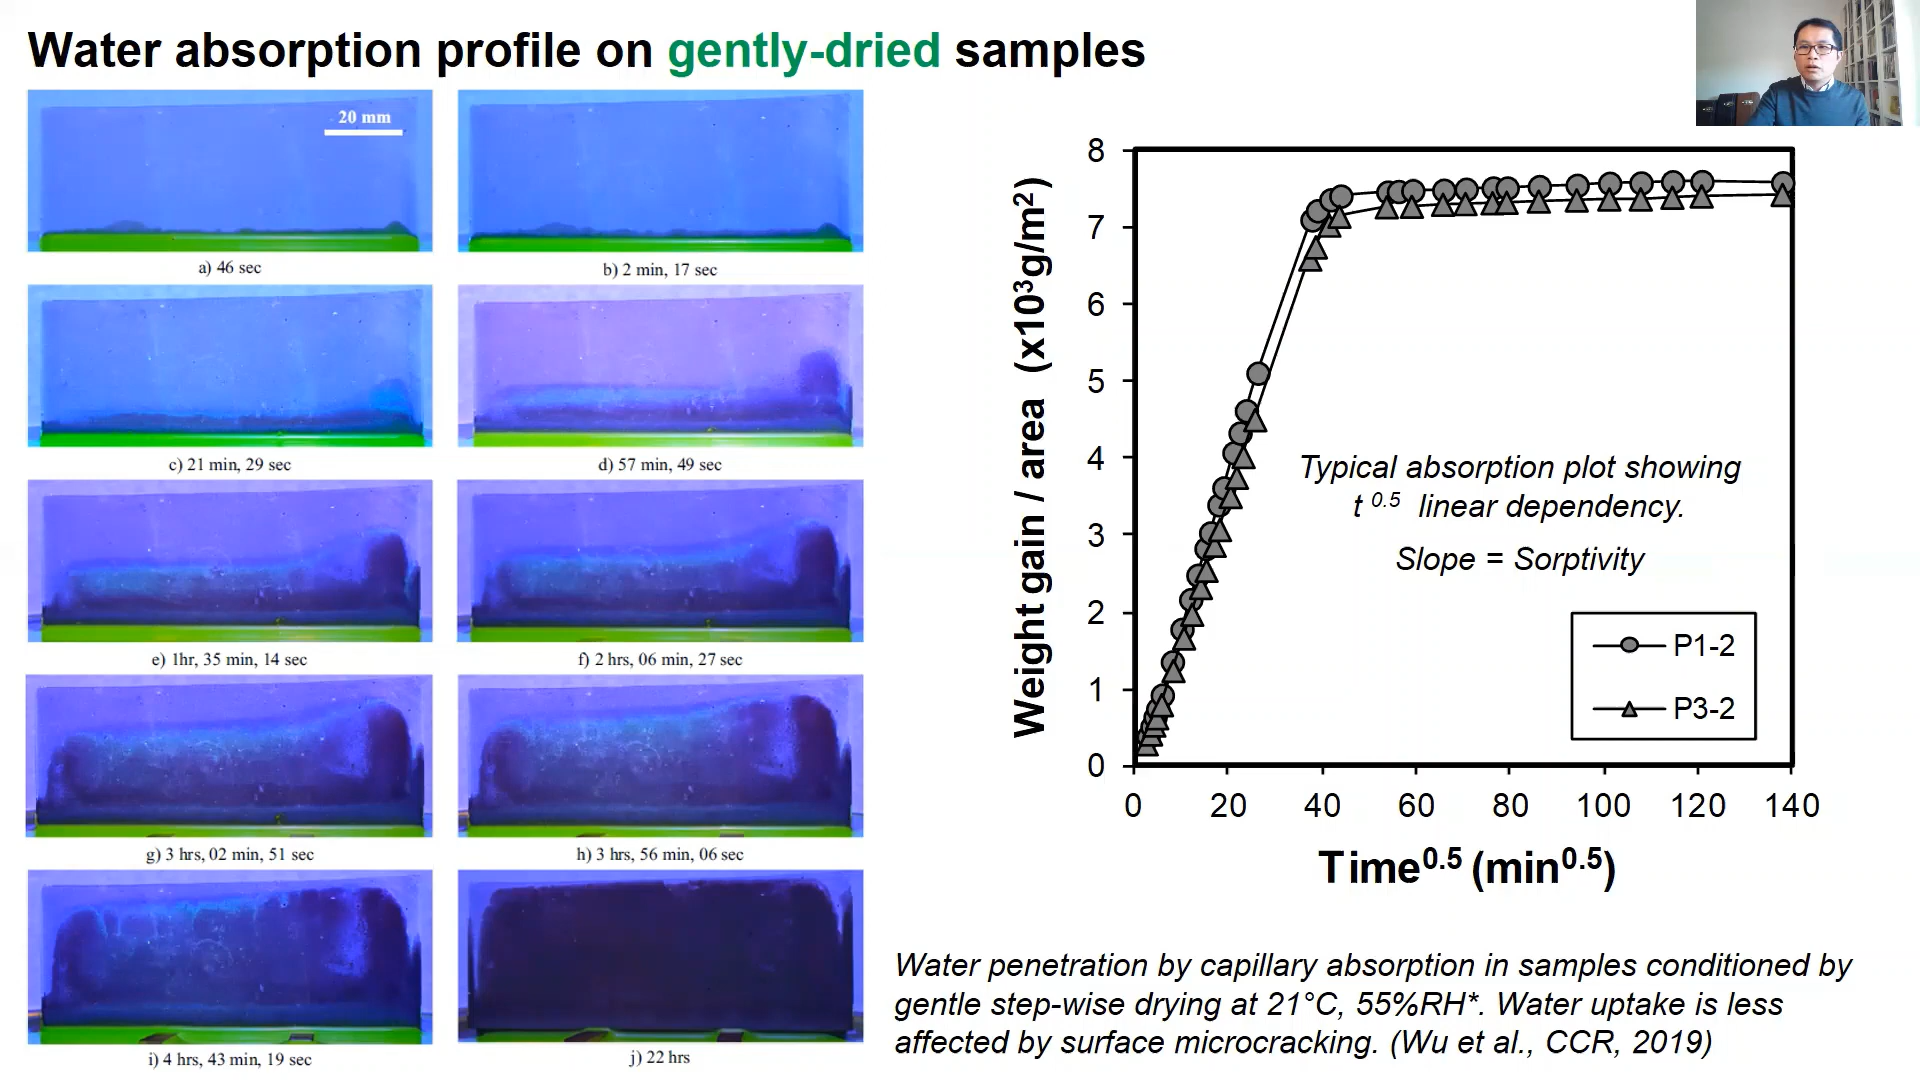 Water absorption profile on gently-dried samples
20 mm
a) 46 sec
b) 2 min, 17 sec
c) 21 min, 29 sec
d) 57 min, 49 sec
e) 1hr, 35 min, 14 sec
f) 2 hrs, 06 min, 27 sec
g) 3 hrs, 02 min, 51 sec
h) 3 hrs, 56 min, 06 sec
i) 4 hrs, 43 min, 19 sec
j) 22 hrs
Weight gain / area (x10³g/m²)
8
7
6
5
4
3
2
1
0
0 20 40 60 80 100 120 140
Time⁰·⁵ (min⁰·⁵)
Typical absorption plot showing
t ⁰·⁵ linear dependency.
Slope = Sorptivity
P1-2
P3-2
Water penetration by capillary absorption in samples conditioned by
gentle step-wise drying at 21°C, 55%RH*. Water uptake is less
affected by surface microcracking. (Wu et al., CCR, 2019)